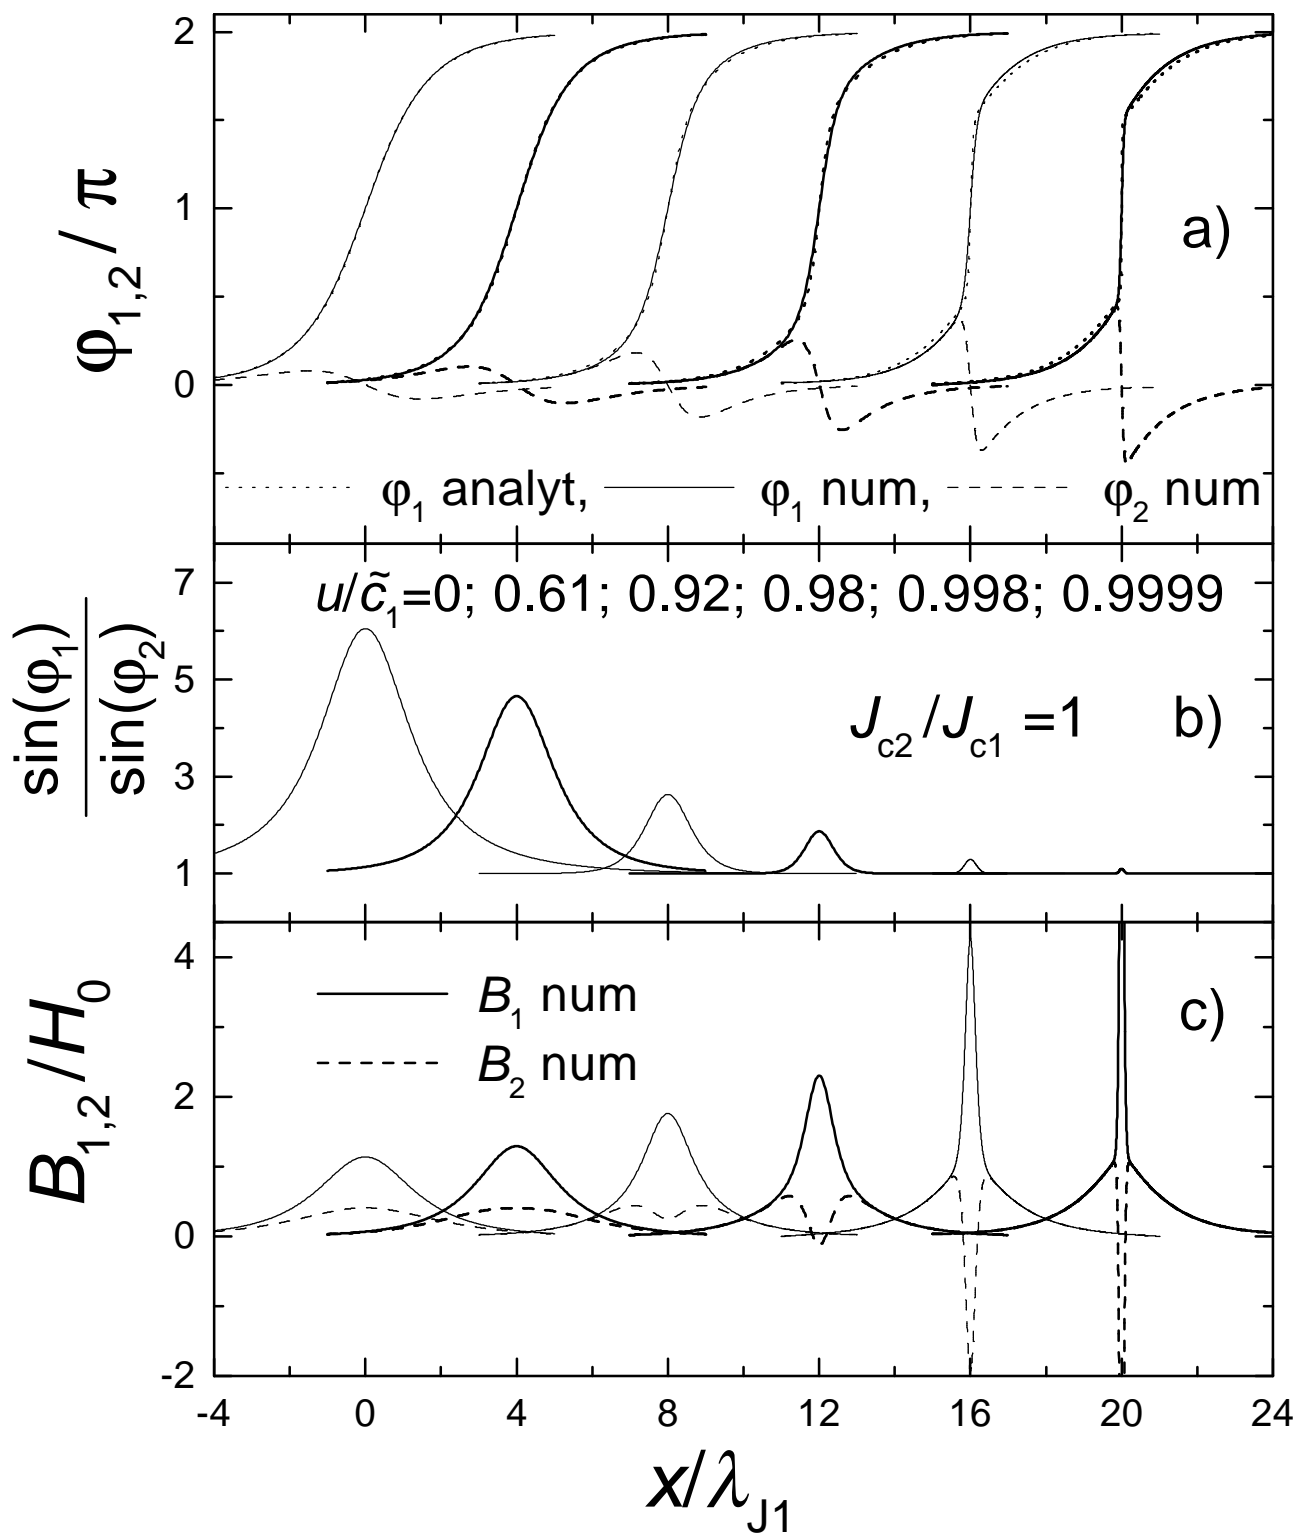 2
1
0
φ1,2 / π
a)
φ1 analyt, φ1 num, φ2 num
7
5
3
1
sin(φ1)
sin(φ2)
u/c̃1=0; 0.61; 0.92; 0.98; 0.998; 0.9999
Jc2/Jc1 =1 b)
4
2
0
-2
B1,2/H0
B1 num
B2 num
c)
-4 0 4 8 12 16 20 24
x/λJ1